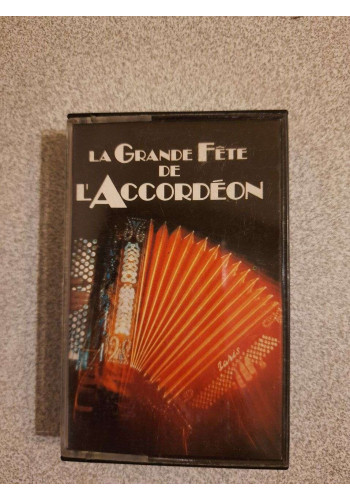 LA GRANDE FÊTE
DE
L'ACCORDÉON